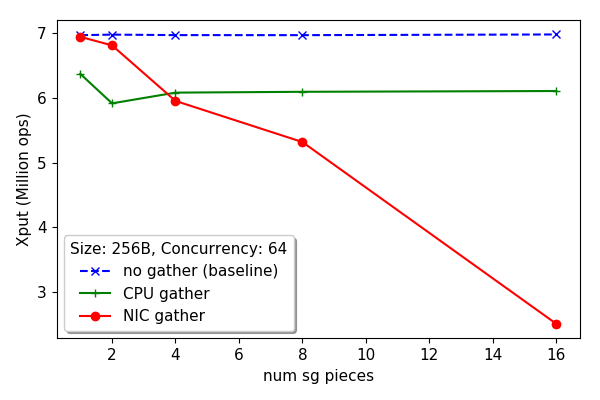 7
6
5
4
3
Xput (Million ops)
Size: 256B, Concurrency: 64
no gather (baseline)
CPU gather
NIC gather
2 4 6 8 10 12 14 16
num sg pieces